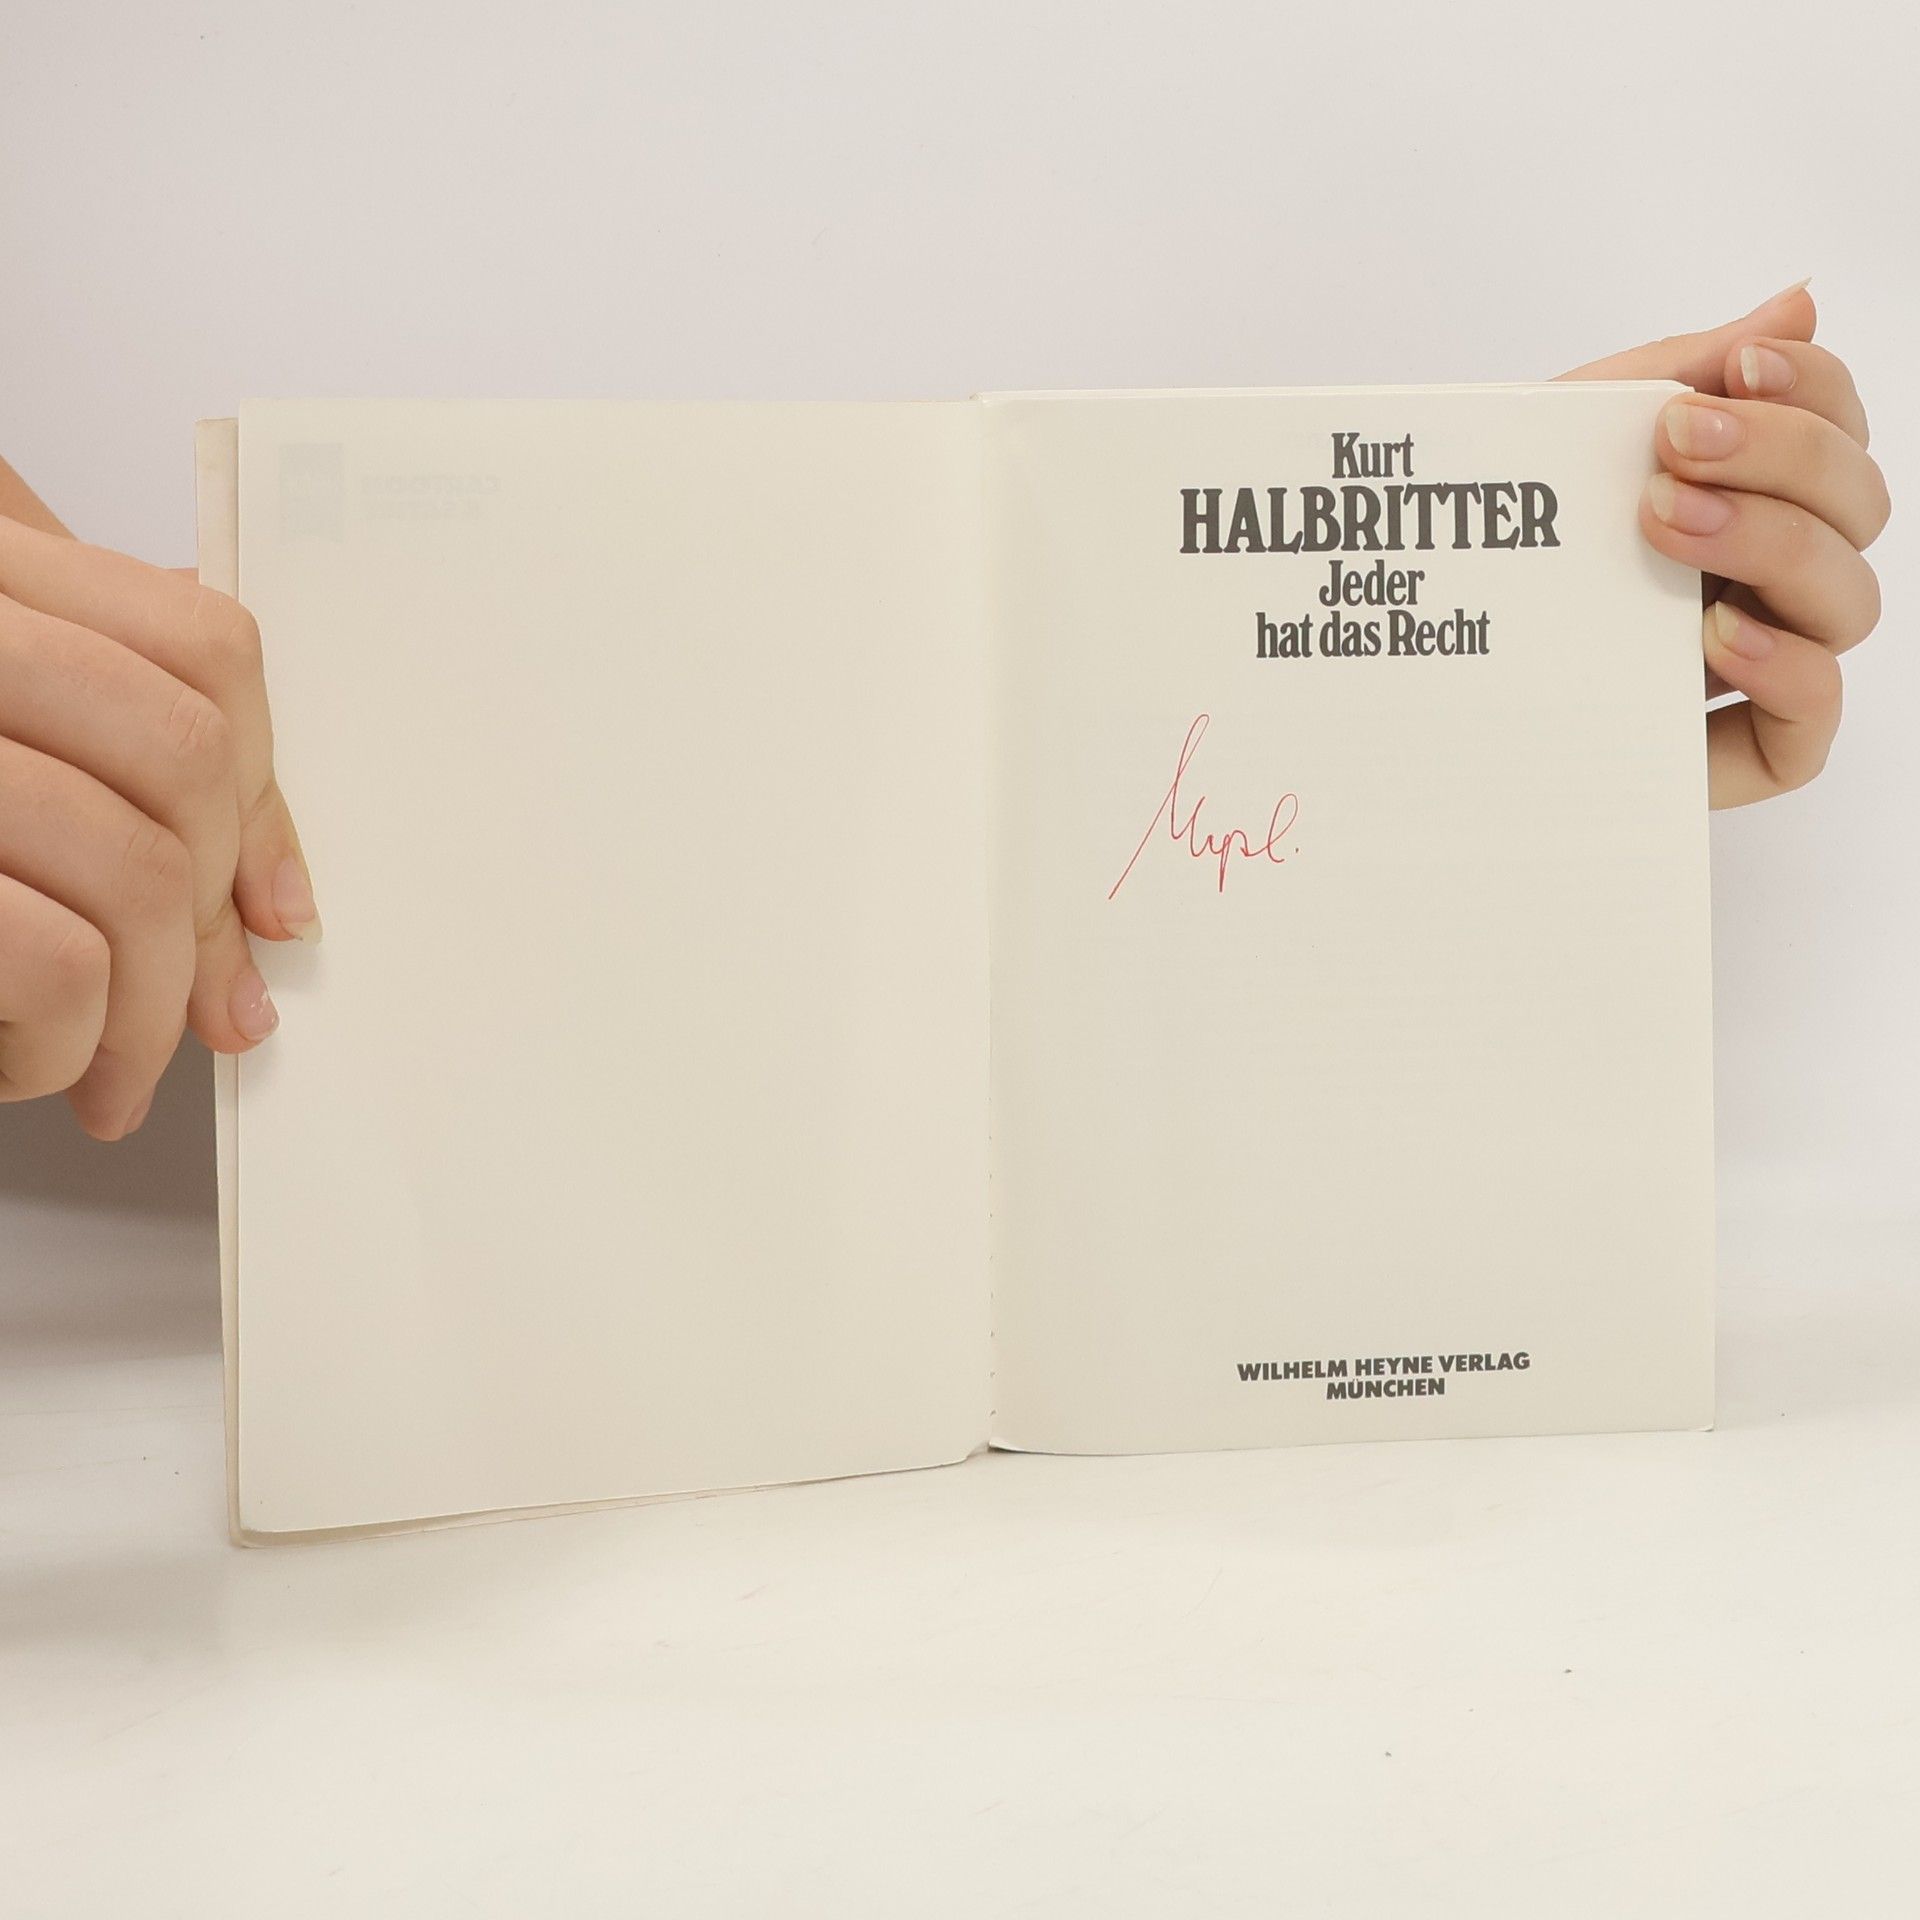 Kurt
HALBRITTER
Jeder
hat das Recht
WILHELM HEYNE VERLAG
MÜNCHEN